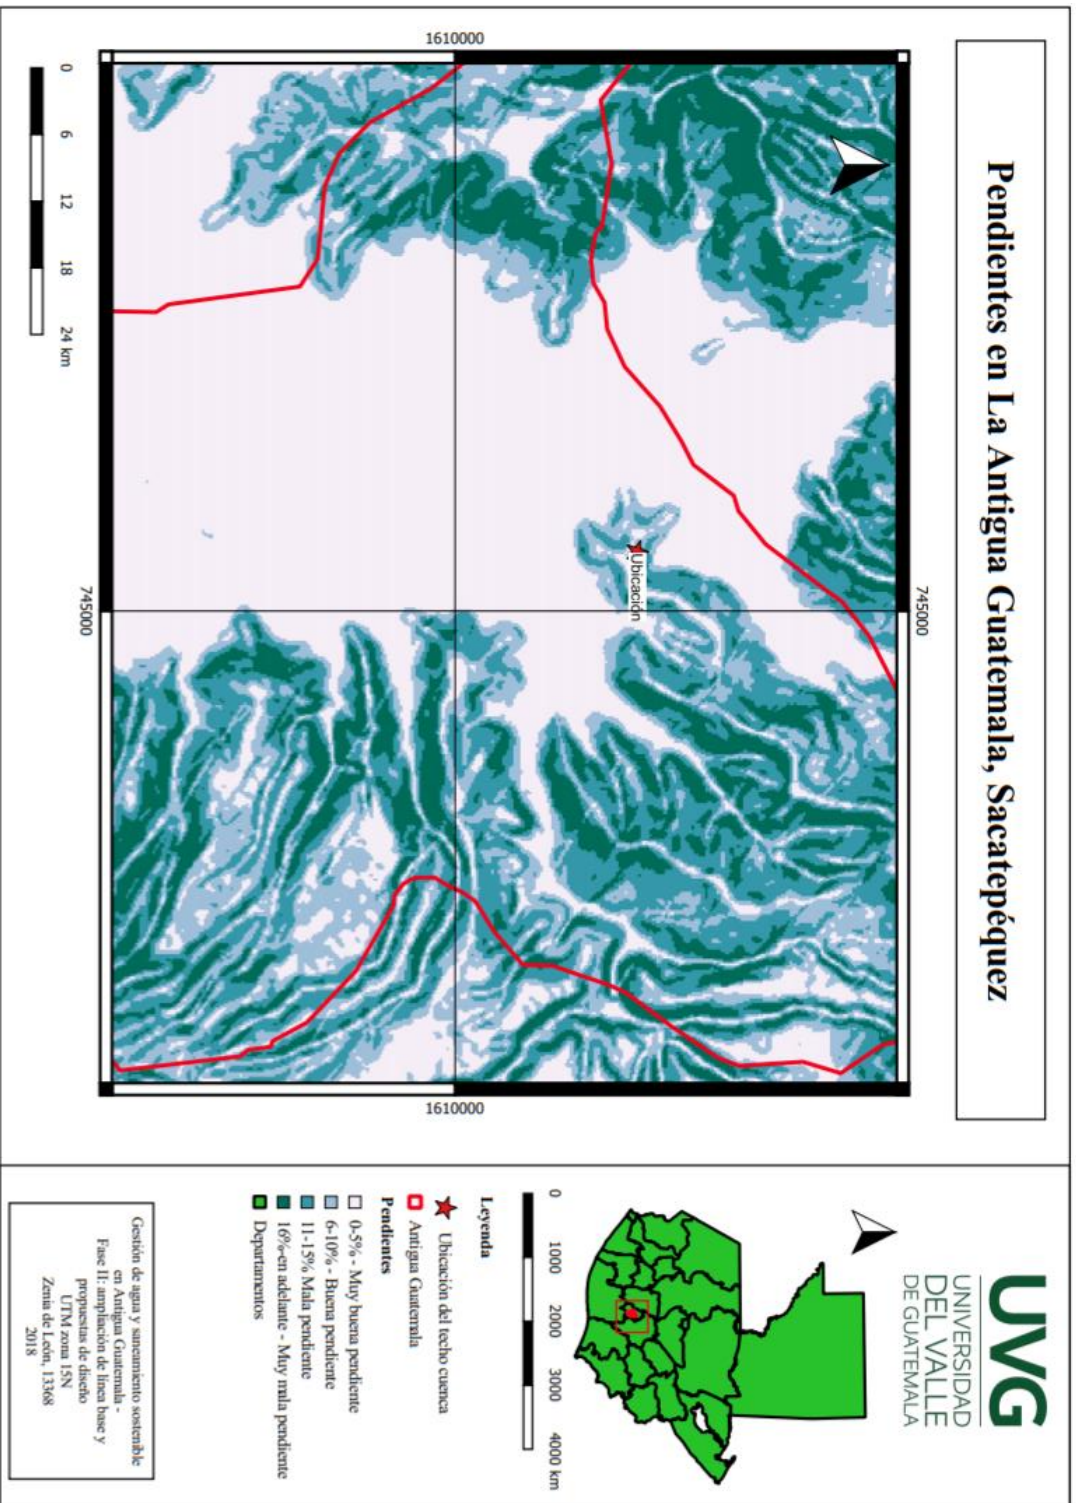 Pendientes en La Antigua Guatemala, Sacatepéquez
745000
1610000
1610000
745000
Ubicación
0 6 12 18 24 km
UVG
UNIVERSIDAD
DEL VALLE
DE GUATEMALA
0 1000 2000 3000 4000 km
Leyenda
Ubicación del techo cuenca
Antigua Guatemala
Pendientes
0-5% - Muy buena pendiente
6-10% - Buena pendiente
11-15% Mala pendiente
16%-en adelante - Muy mala pendiente
Departamentos
Gestión de agua y saneamiento sostenible
en Antigua Guatemala -
Fase II: ampliación de línea base y
propuestas de diseño
UTM zona 15N
Zenia de León, 13368
2018